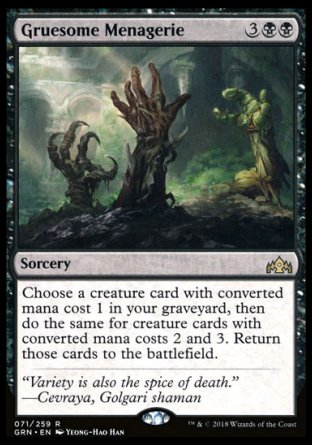 Gruesome Menagerie 3
Sorcery
Choose a creature card with converted
mana cost 1 in your graveyard, then
do the same for creature cards with
converted mana costs 2 and 3. Return
those cards to the battlefield.
"Variety is also the spice of death."
—Cevraya, Golgari shaman
071/259 R
GRN • EN Yeong-Hao Han
™ & © 2018 Wizards of the Coast